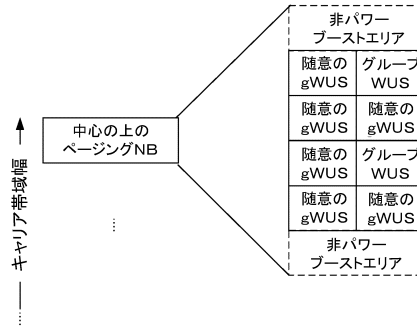 非パワー
ブーストエリア
随意の
gWUS
グループ
WUS
随意の
gWUS
随意の
gWUS
随意の
gWUS
グループ
WUS
随意の
gWUS
随意の
gWUS
非パワー
ブーストエリア
中心の上の
ページングNB
キャリア帯域幅